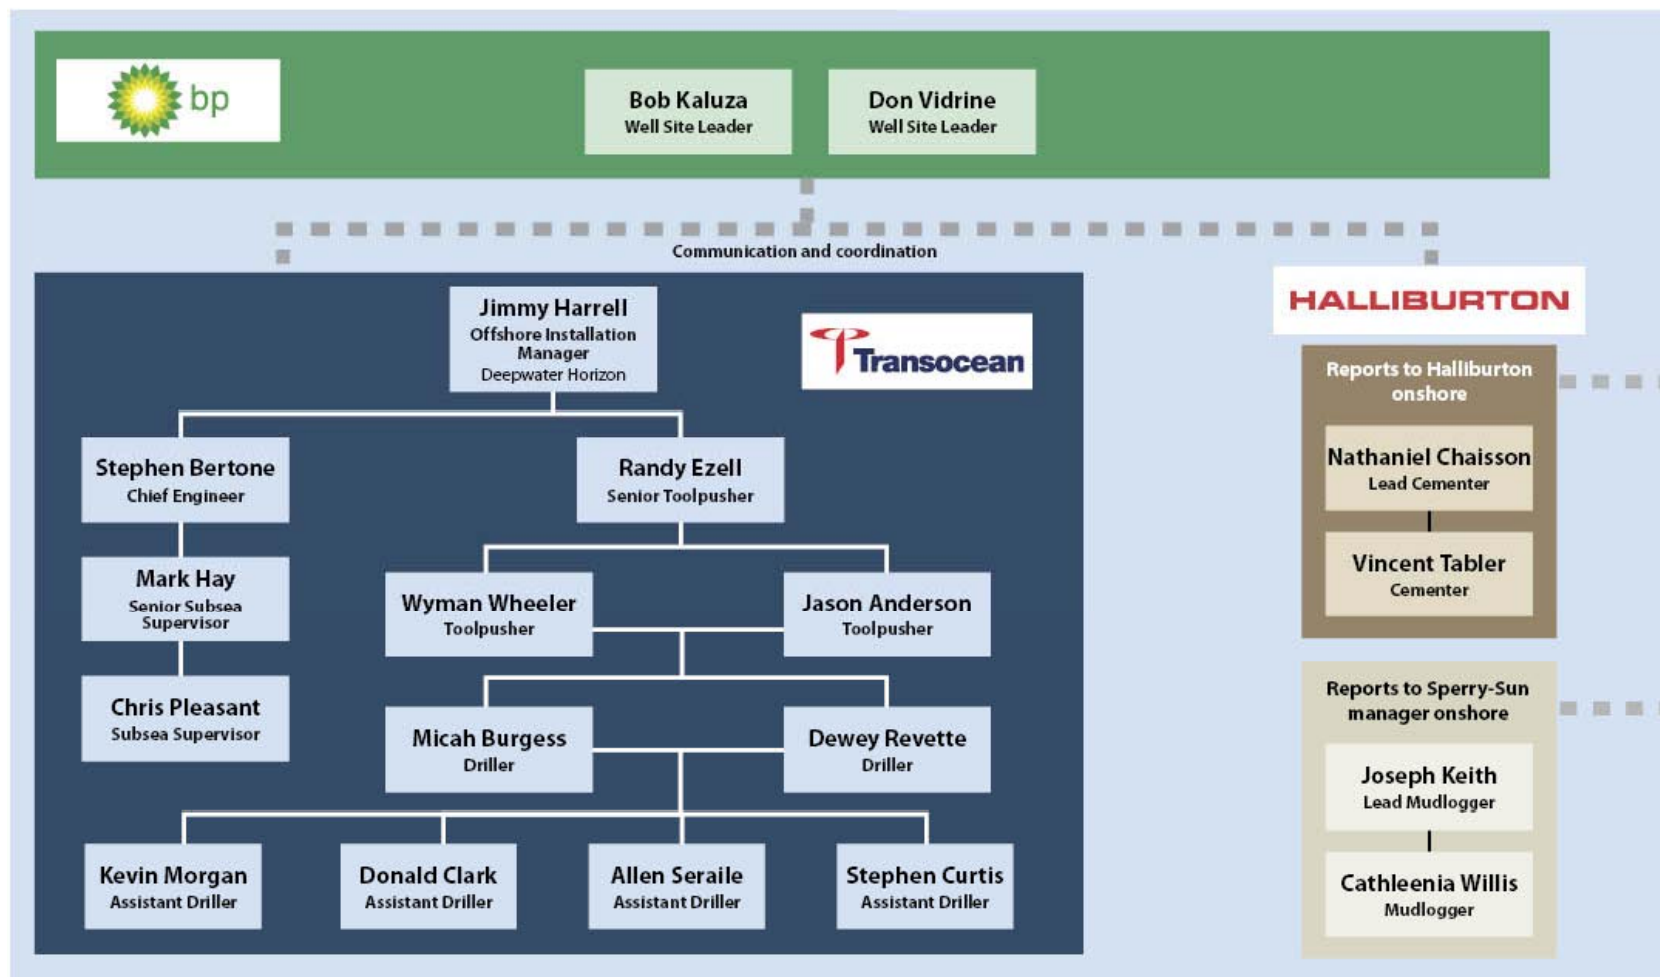 bp
Bob Kaluza
Well Site Leader
Don Vidrine
Well Site Leader
Communication and coordination
Jimmy Harrell
Offshore Installation
Manager
Deepwater Horizon
Transocean
Stephen Bertone
Chief Engineer
Randy Ezell
Senior Toolpusher
Mark Hay
Senior Subsea
Supervisor
Wyman Wheeler
Toolpusher
Jason Anderson
Toolpusher
Chris Pleasant
Subsea Supervisor
Micah Burgess
Driller
Dewey Revette
Driller
Kevin Morgan
Assistant Driller
Donald Clark
Assistant Driller
Allen Seraile
Assistant Driller
Stephen Curtis
Assistant Driller
HALLIBURTON
Reports to Halliburton
onshore
Nathaniel Chaisson
Lead Cementer
Vincent Tabler
Cementer
Reports to Sperry-Sun
manager onshore
Joseph Keith
Lead Mudlogger
Cathleenia Willis
Mudlogger